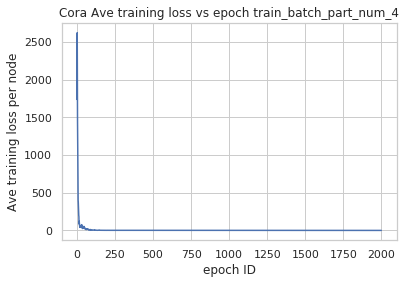 Cora Ave training loss vs epoch train_batch_part_num_4
Ave training loss per node
2500
2000
1500
1000
500
0
0 250 500 750 1000 1250 1500 1750 2000
epoch ID